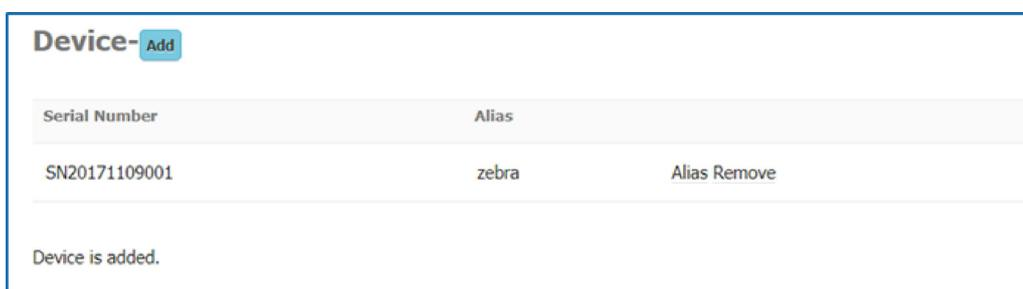 Device- Add
Serial Number Alias
SN20171109001 zebra Alias Remove
Device is added.